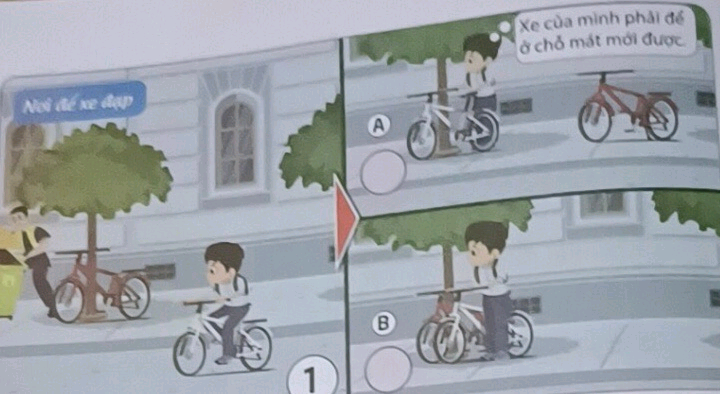 Nơi để xe đạp
Xe của mình phải để
ở chỗ mát mới được.
A
B
1